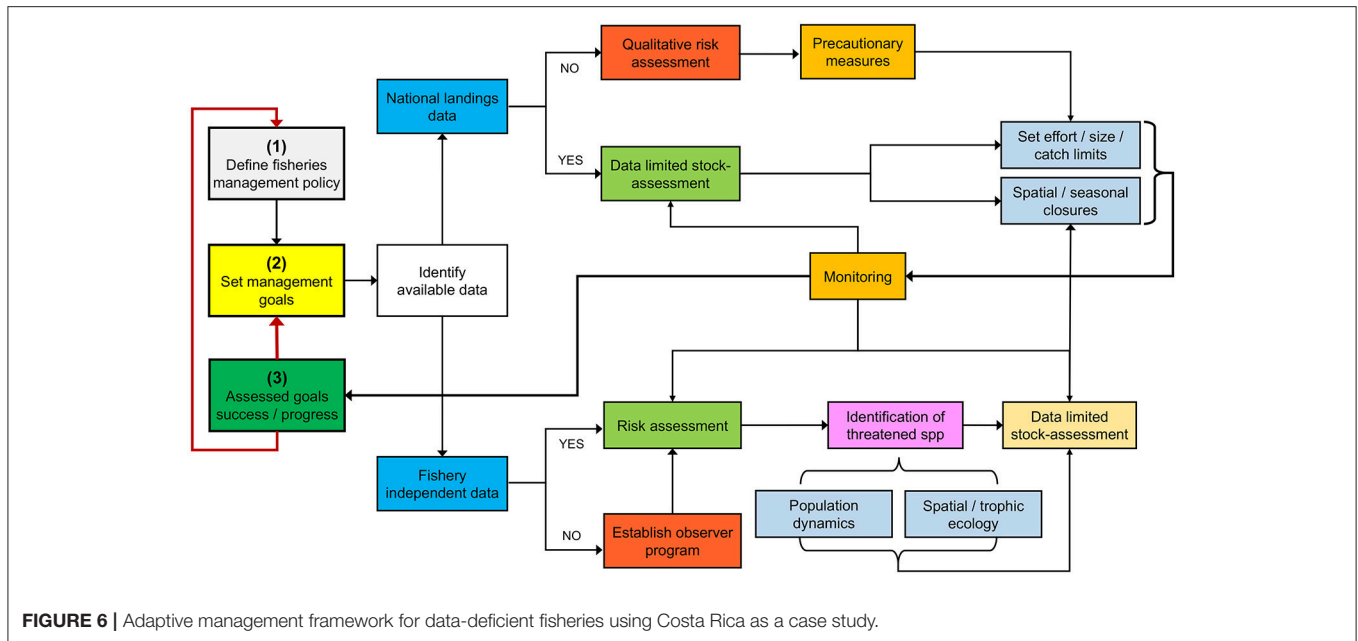 (1)
Define fisheries
management policy
(2)
Set management
goals
(3)
Assessed goals
success / progress
Identify
available data
National landings
data
NO
YES
Qualitative risk
assessment
Precautionary
measures
Data limited stock-
assessment
Set effort / size /
catch limits
Spatial / seasonal
closures
Monitoring
Fishery
independent data
YES
NO
Risk assessment
Establish observer
program
Identification of
threatened spp
Data limited
stock-assessment
Population
dynamics
Spatial / trophic
ecology
FIGURE 6 | Adaptive management framework for data-deficient fisheries using Costa Rica as a case study.